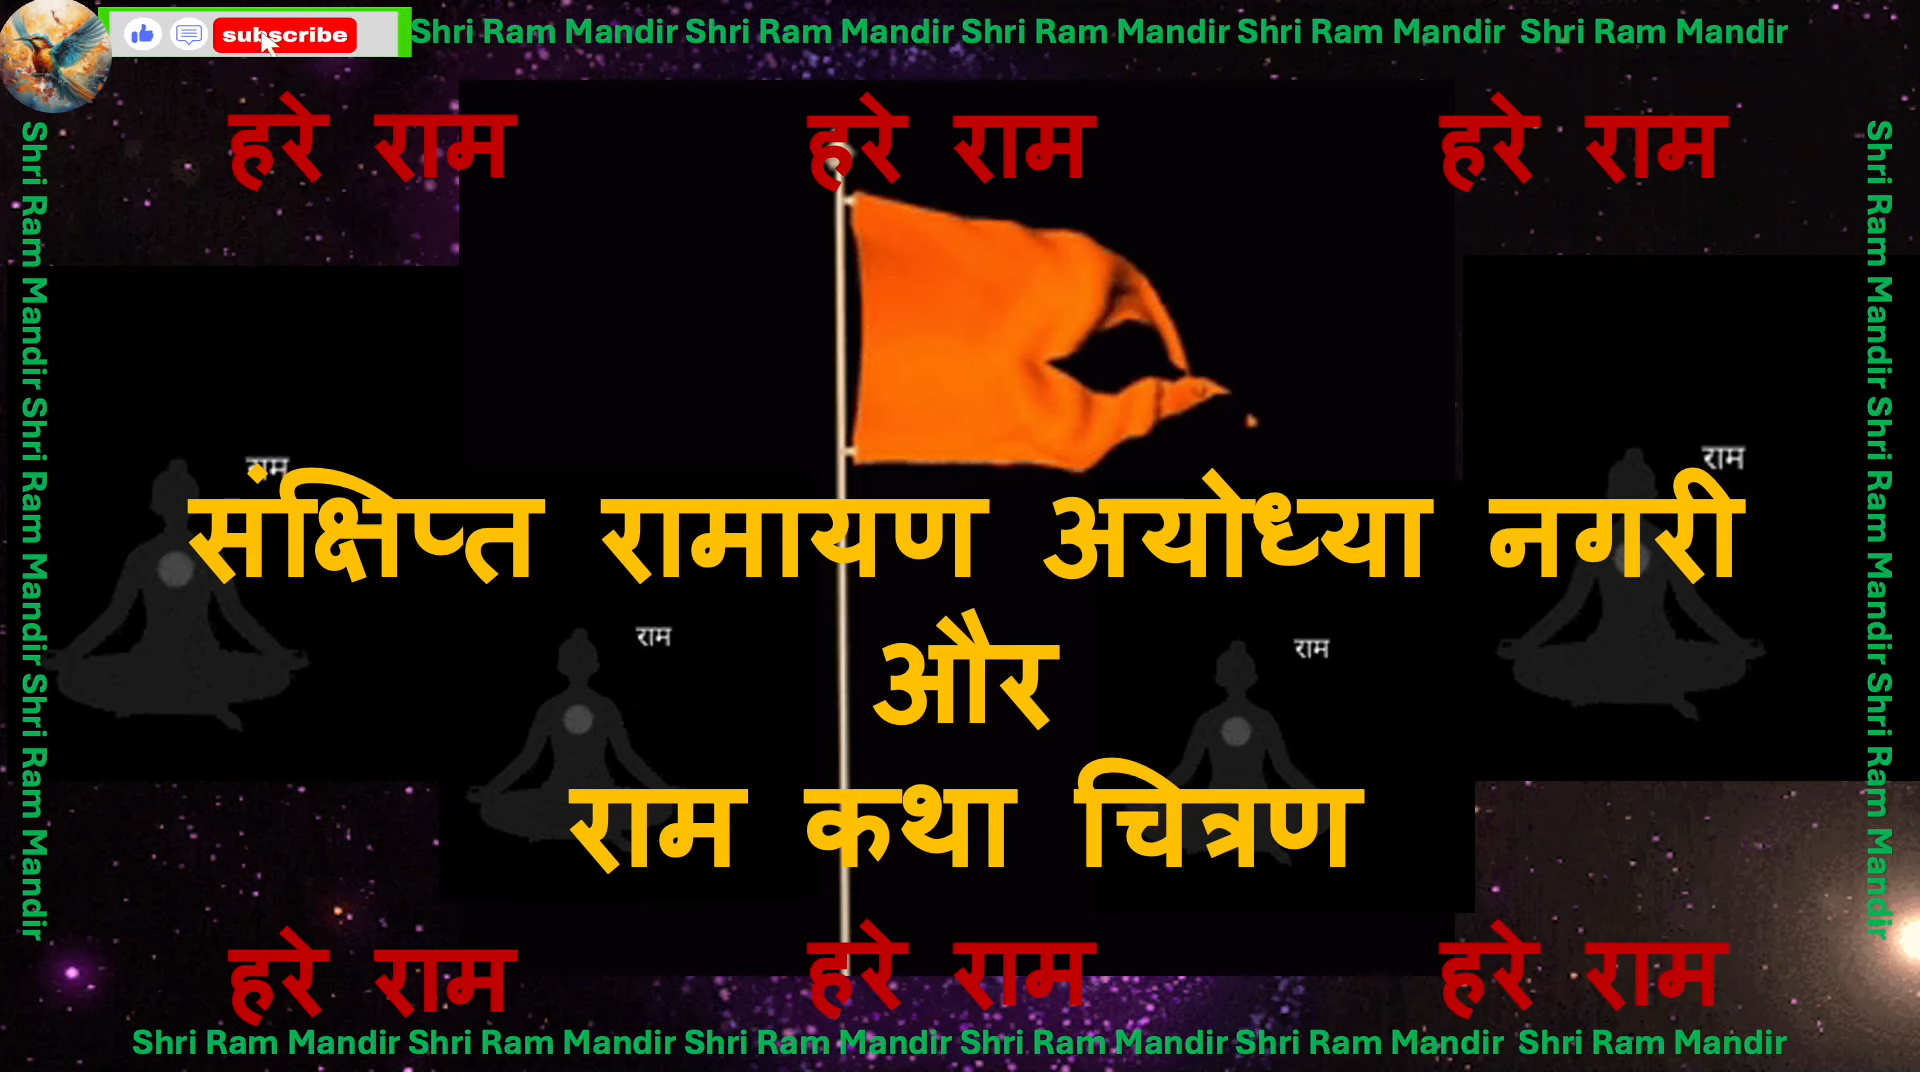 subscribe
Shri Ram Mandir Shri Ram Mandir Shri Ram Mandir Shri Ram Mandir Shri Ram Mandir
हरे राम
हरे राम
हरे राम
Shri Ram Mandir Shri Ram Mandir Shri Ram Mandir
Shri Ram Mandir Shri Ram Mandir Shri Ram Mandir
राम
राम
संक्षिप्त रामायण अयोध्या नगरी
राम
राम
और
राम कथा चित्रण
हरे राम
हरे राम
हरे राम
Shri Ram Mandir Shri Ram Mandir Shri Ram Mandir Shri Ram Mandir Shri Ram Mandir Shri Ram Mandir